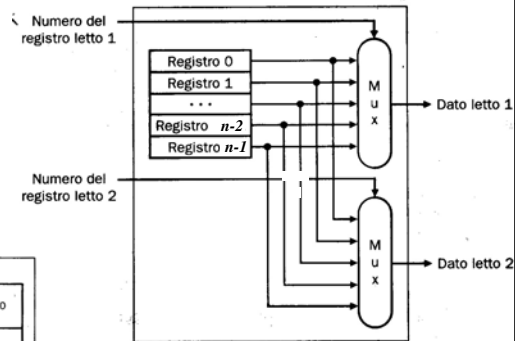 Numero del
registro letto 1
Registro 0
Registro 1
...
Registro n-2
Registro n-1
M
u
x
Dato letto 1
Numero del
registro letto 2
M
u
x
Dato letto 2
o